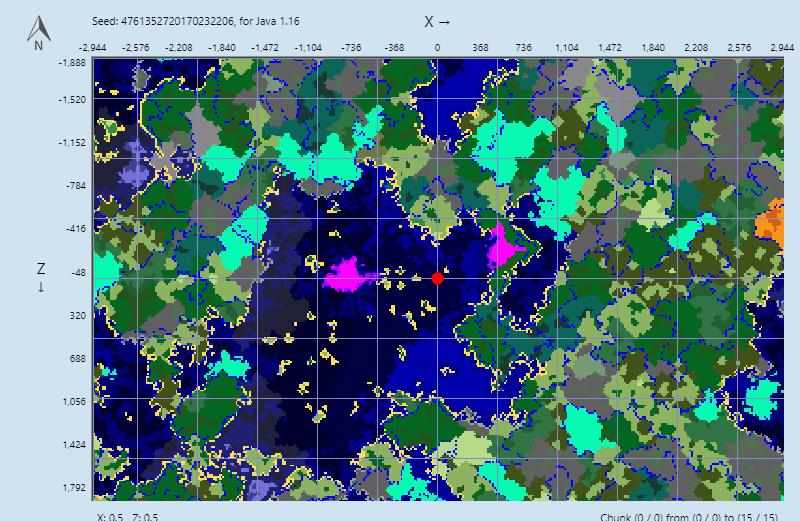 Seed: 4761352720170232206, for Java 1.16
X →
N
-2,944 -2,576 -2,208 -1,840 -1,472 -1,104 -736 -368 0 368 736 1,104 1,472 1,840 2,208 2,576 2,944
-1.888
-1,520
-1,152
-784
-416
Z
↓
-48
320
688
1,056
1,424
1,792
X: 0.5 Z: 0.5
Chunk (0 / 0) from (0 / 0) to (15 / 15)